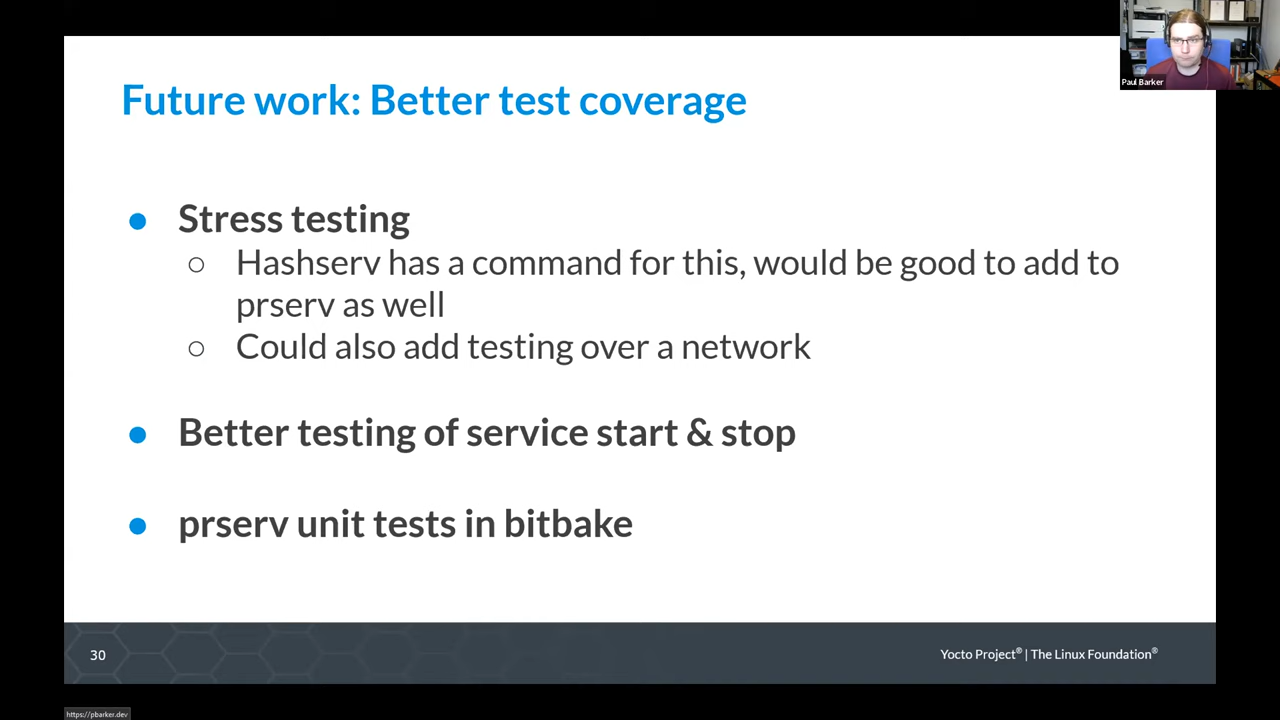 Paul Barker
Future work: Better test coverage
● Stress testing
○ Hashserv has a command for this, would be good to add to
prserv as well
○ Could also add testing over a network
● Better testing of service start & stop
● prserv unit tests in bitbake
30
Yocto Project® | The Linux Foundation®
https://pbarker.dev